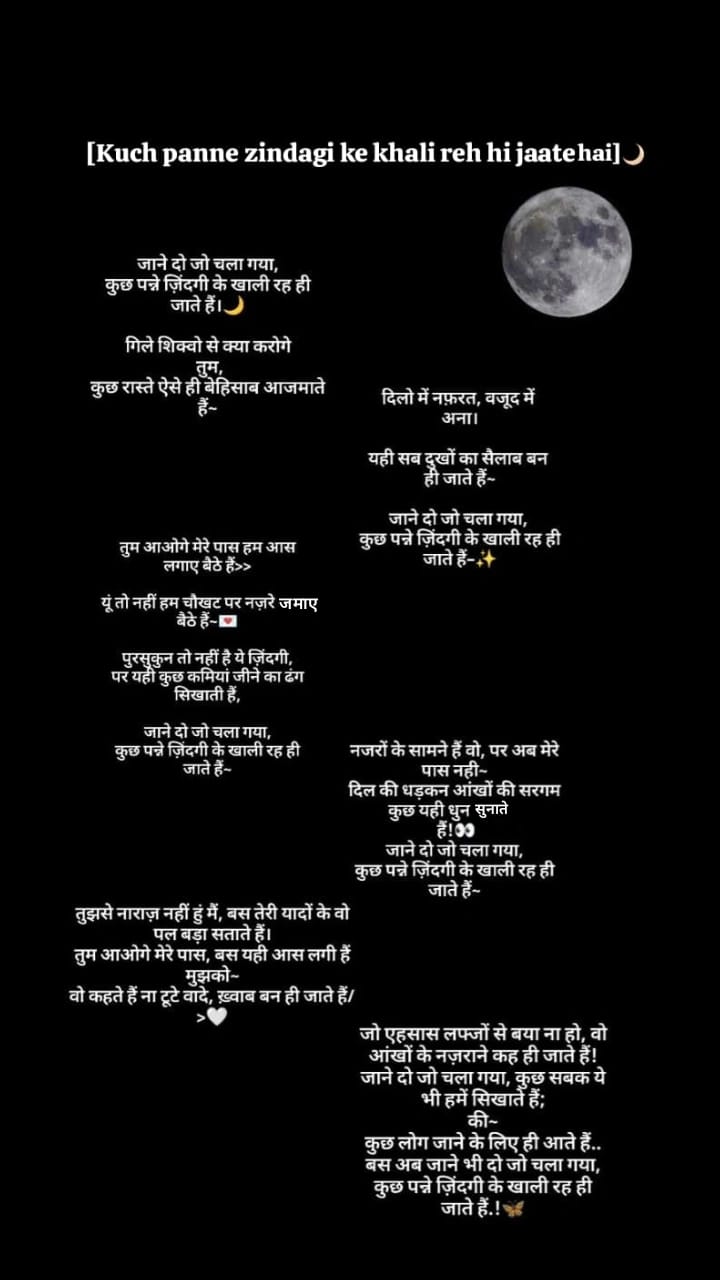 [Kuch panne zindagi ke khali reh hi jaate hai]🌙
जाने दो जो चला गया,
कुछ पन्ने ज़िंदगी के खाली रह ही
जाते हैं।🌙
गिले शिक्वो से क्या करोगे
तुम,
कुछ रास्ते ऐसे ही बेहिसाब आजमाते
हैं~
दिलो में नफ़रत, वजूद में
अना।
यही सब दुखों का सैलाब बन
ही जाते हैं~
जाने दो जो चला गया,
कुछ पन्ने ज़िंदगी के खाली रह ही
जाते हैं~✨
तुम आओगे मेरे पास हम आस
लगाए बैठे हैं>>
यूं तो नहीं हम चौखट पर नज़रे जमाए
बैठे हैं~💌
पुरसुकुन तो नहीं है ये ज़िंदगी,
पर यही कुछ कमियां जीने का ढंग
सिखाती हैं,
जाने दो जो चला गया,
कुछ पन्ने ज़िंदगी के खाली रह ही
जाते हैं~
नजरों के सामने हैं वो, पर अब मेरे
पास नही~
दिल की धड़कन आंखों की सरगम
कुछ यही धुन सुनाते
हैं!👀
जाने दो जो चला गया,
कुछ पन्ने ज़िंदगी के खाली रह ही
जाते हैं~
तुझसे नाराज़ नहीं हुं मैं, बस तेरी यादों के वो
पल बड़ा सताते हैं।
तुम आओगे मेरे पास, बस यही आस लगी हैं
मुझको~
वो कहते हैं ना टूटे वादे, ख़्वाब बन ही जाते हैं/
>🤍
जो एहसास लफ्जों से बया ना हो, वो
आंखों के नज़राने कह ही जाते हैं!
जाने दो जो चला गया, कुछ सबक ये
भी हमें सिखाते हैं;
की~
कुछ लोग जाने के लिए ही आते हैं..
बस अब जाने भी दो जो चला गया,
कुछ पन्ने ज़िंदगी के खाली रह ही
जाते हैं.!🦋